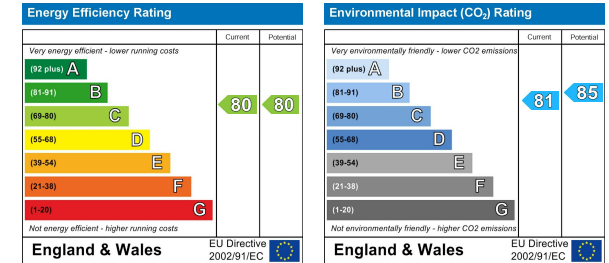 Energy Efficiency Rating
Current Potential
Very energy efficient - lower running costs
(92 plus) A
(81-91) B
(69-80) C
80 80
(55-68) D
(39-54) E
(21-38) F
(1-20) G
Not energy efficient - higher running costs
England & Wales
EU Directive
2002/91/EC
Environmental Impact (CO2) Rating
Current Potential
Very environmentally friendly - lower CO2 emissions
(92 plus) A
(81-91) B
81 85
(69-80) C
(55-68) D
(39-54) E
(21-38) F
(1-20) G
Not environmentally friendly - higher CO2 emissions
England & Wales
EU Directive
2002/91/EC